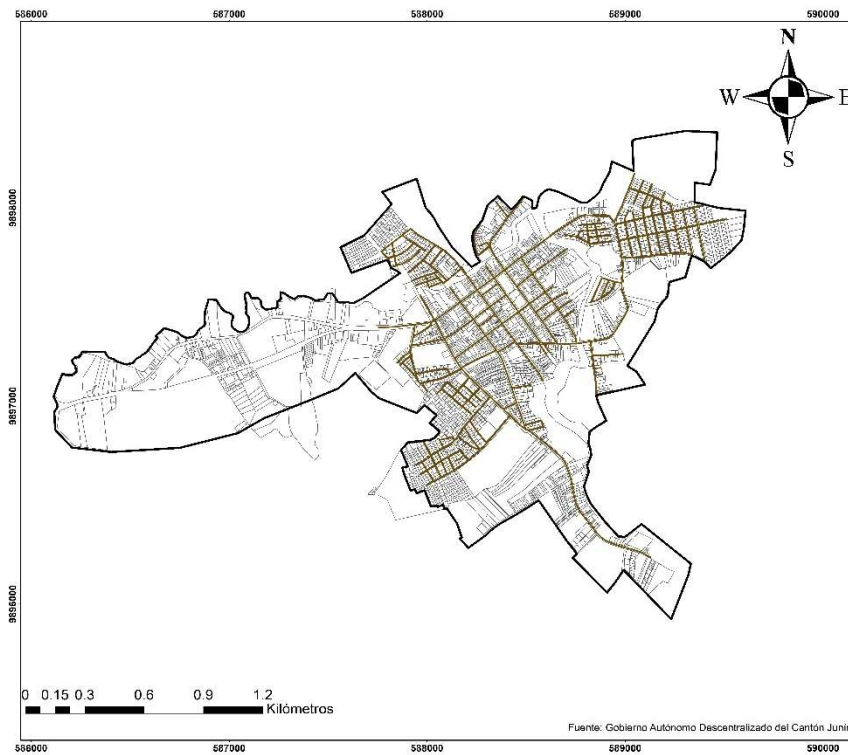 586000 587000 588000 589000 590000
N
W E
S
9898000
9897000
9896000
0 0.15 0.3 0.6 0.9 1.2
Kilómetros
Fuente: Gobierno Autónomo Descentralizado del Cantón Junín
586000 587000 588000 589000 590000